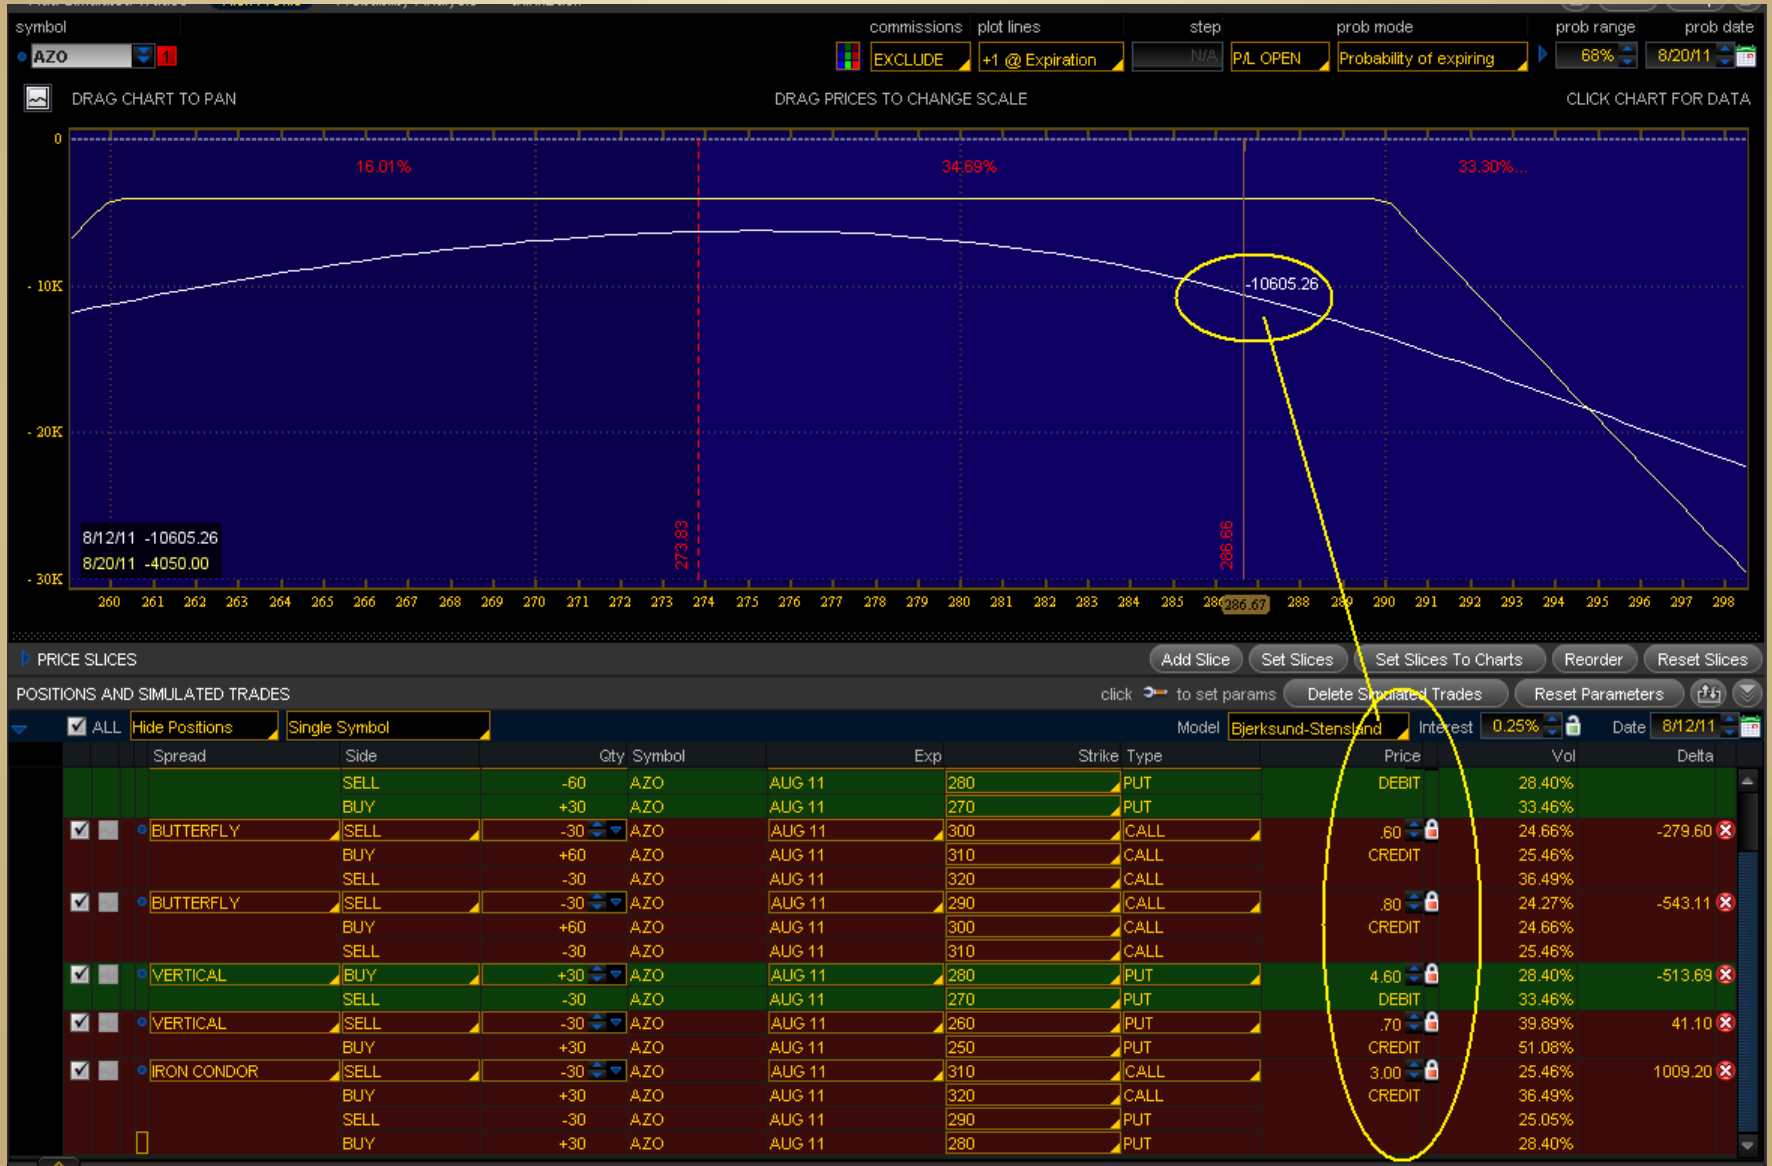 symbol commissions plot lines step prob mode prob range prob date
AZO 1 EXCLUDE +1 @ Expiration N/A P/L OPEN Probability of expiring 68% 8/20/11
DRAG CHART TO PAN DRAG PRICES TO CHANGE SCALE CLICK CHART FOR DATA
0
16.01% 34.69% 33.30%...
- 10K -10605.26
- 20K
273.83 286.66
8/12/11 -10605.26
8/20/11 -4050.00
- 30K
260 261 262 263 264 265 266 267 268 269 270 271 272 273 274 275 276 277 278 279 280 281 282 283 284 285 286.67 288 289 290 291 292 293 294 295 296 297 298
PRICE SLICES Add Slice Set Slices Set Slices To Charts Reorder Reset Slices
POSITIONS AND SIMULATED TRADES click to set params Delete Simulated Trades Reset Parameters
ALL Hide Positions Single Symbol Model Bjerksund-Stensland Interest 0.25% Date 8/12/11
Spread Side Qty Symbol Exp Strike Type Price Vol Delta
SELL -60 AZO AUG 11 280 PUT DEBIT 28.40%
BUY +30 AZO AUG 11 270 PUT 33.46%
BUTTERFLY SELL -30 AZO AUG 11 300 CALL .60 24.66% -279.60
BUY +60 AZO AUG 11 310 CALL CREDIT 25.46%
SELL -30 AZO AUG 11 320 CALL 36.49%
BUTTERFLY SELL -30 AZO AUG 11 290 CALL .80 24.27% -543.11
BUY +60 AZO AUG 11 300 CALL CREDIT 24.66%
SELL -30 AZO AUG 11 310 CALL 25.46%
VERTICAL BUY +30 AZO AUG 11 280 PUT 4.60 28.40% -513.69
SELL -30 AZO AUG 11 270 PUT DEBIT 33.46%
VERTICAL SELL -30 AZO AUG 11 260 PUT .70 39.89% 41.10
BUY +30 AZO AUG 11 250 PUT CREDIT 51.08%
IRON CONDOR SELL -30 AZO AUG 11 310 CALL 3.00 25.46% 1009.20
BUY +30 AZO AUG 11 320 CALL CREDIT 36.49%
SELL -30 AZO AUG 11 290 PUT 25.05%
BUY +30 AZO AUG 11 280 PUT 28.40%